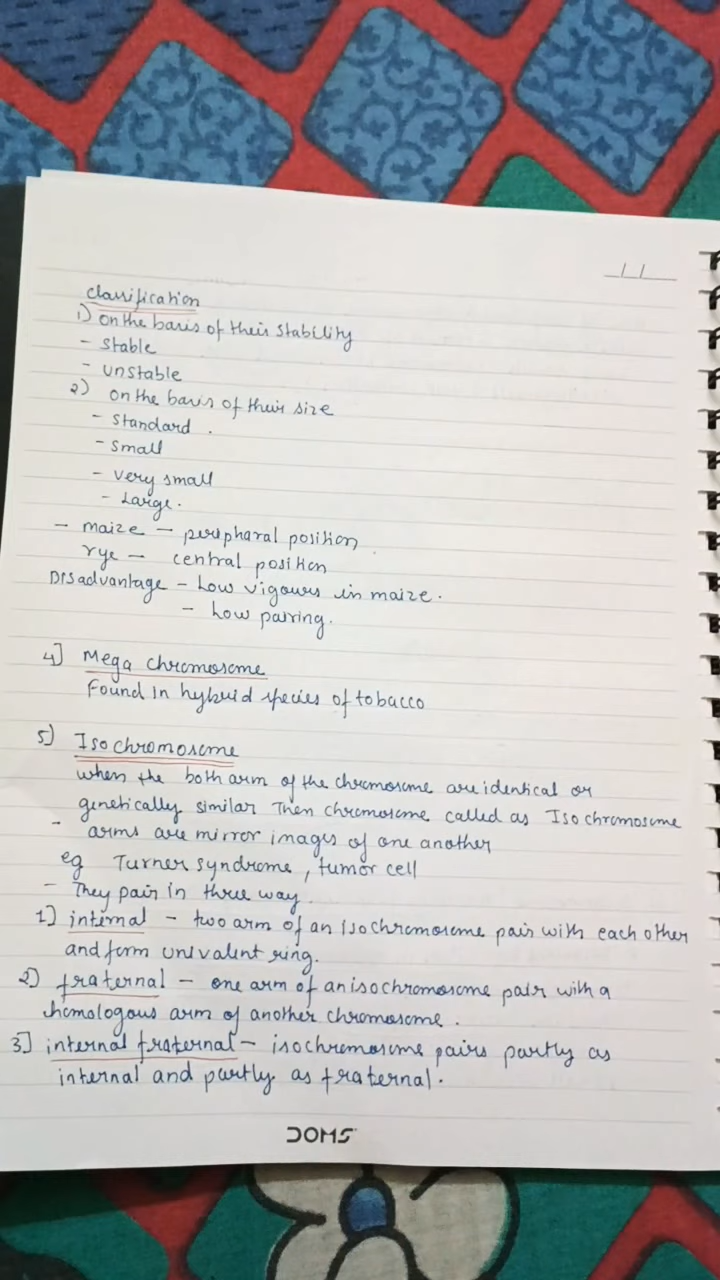 / /
classification
1) on the basis of their stability
- stable
- unstable
2) on the basis of their size
- standard .
- small
- very small
- Large.
- maize - peripharal position
rye - central position
Disadvantage - Low vigours in maize.
- Low pairing.
4] Mega chromosome
Found in hybrid species of tobacco
5) Isochromosome
when the both arm of the chromosome are identical or
genetically similar Then chromosome called as Isochromosome
- arms are mirror images of one another
eg Turner syndrome, tumor cell
- They pair in three way.
1] internal - two arm of an isochromosome pair with each other
and form univalent ring.
2) fraternal - one arm of an isochromosome pair with a
homologous arm of another chromosome.
3] internal fraternal - isochromosome pairs partly as
internal and partly as fraternal.
DOMS